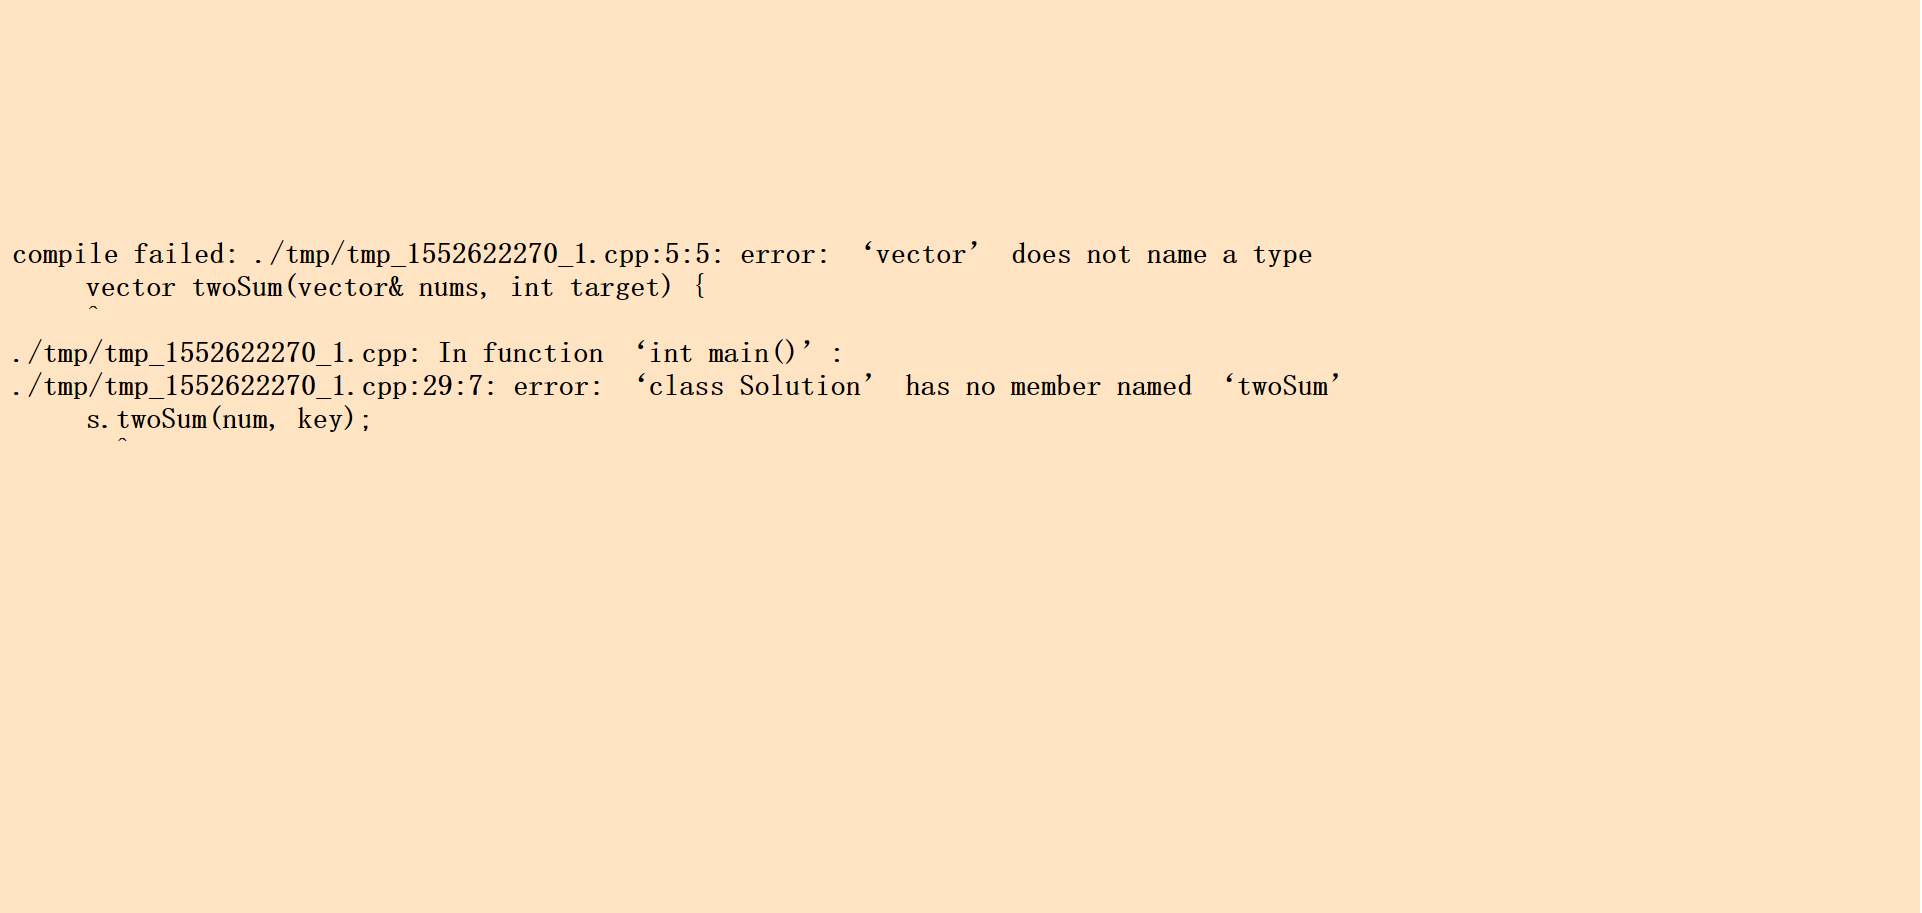 compile failed: ./tmp/tmp_1552622270_1.cpp:5:5: error: ‘vector’ does not name a type
     vector twoSum(vector& nums, int target) {
     ^
./tmp/tmp_1552622270_1.cpp: In function ‘int main()’:
./tmp/tmp_1552622270_1.cpp:29:7: error: ‘class Solution’ has no member named ‘twoSum’
     s.twoSum(num, key);
       ^